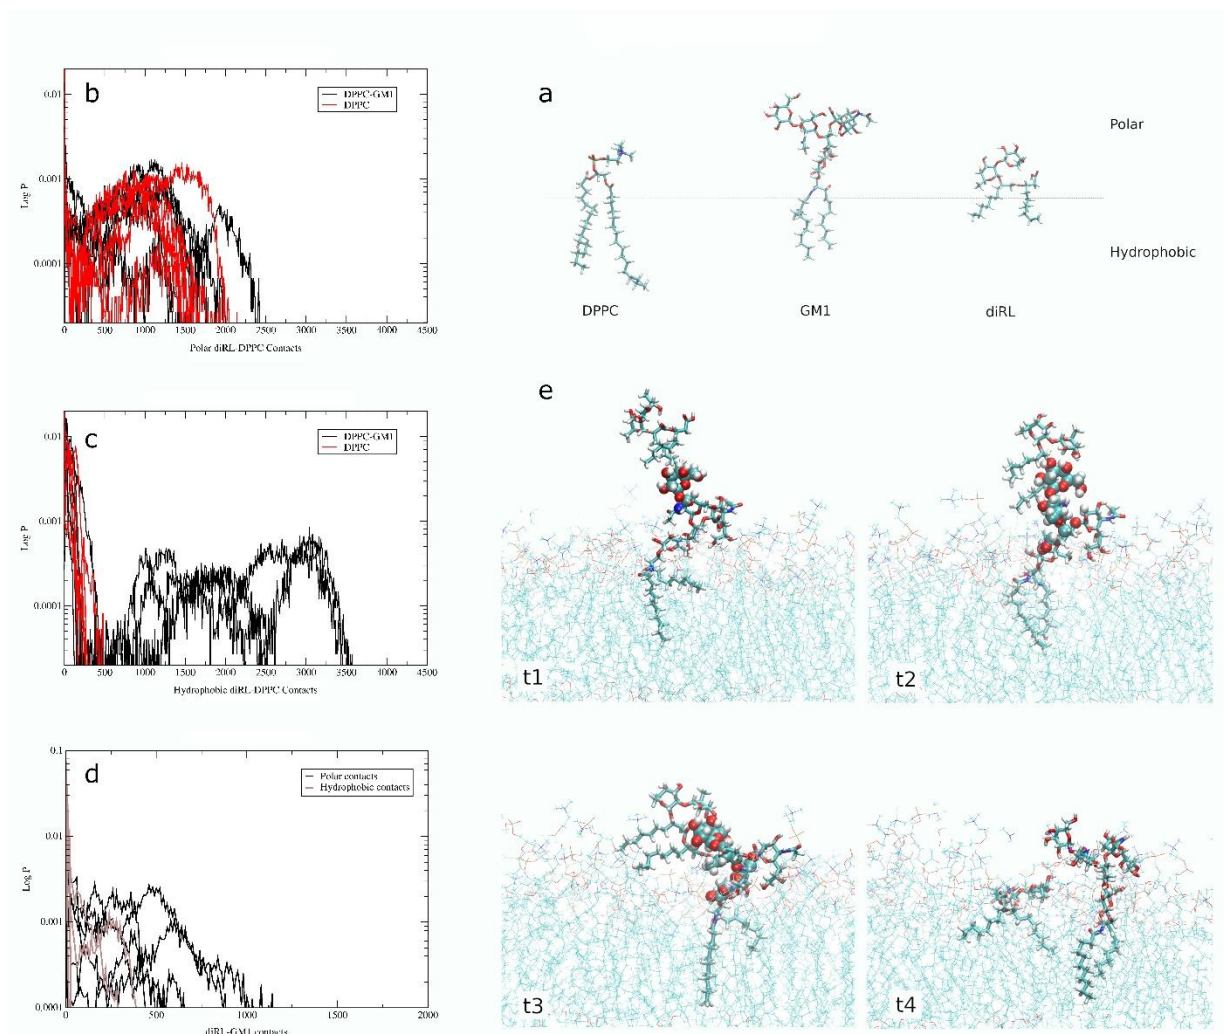 b
DPPC-GM1
DPPC
0.01
0.001
0.0001
Log P
0 500 1000 1500 2000 2500 3000 3500 4000 4500
Polar diRL-DPPC Contacts
a
Polar
Hydrophobic
DPPC GM1 diRL
c
DPPC-GM1
DPPC
0.01
0.001
0.0001
Log P
0 500 1000 1500 2000 2500 3000 3500 4000 4500
Hydrophobic diRL-DPPC Contacts
e
t1 t2
d
Polar contacts
Hydrophobic contacts
0.1
0.01
0.001
0.0001
Log P
0 500 1000 1500 2000
diRL-GM1 contacts
t3 t4